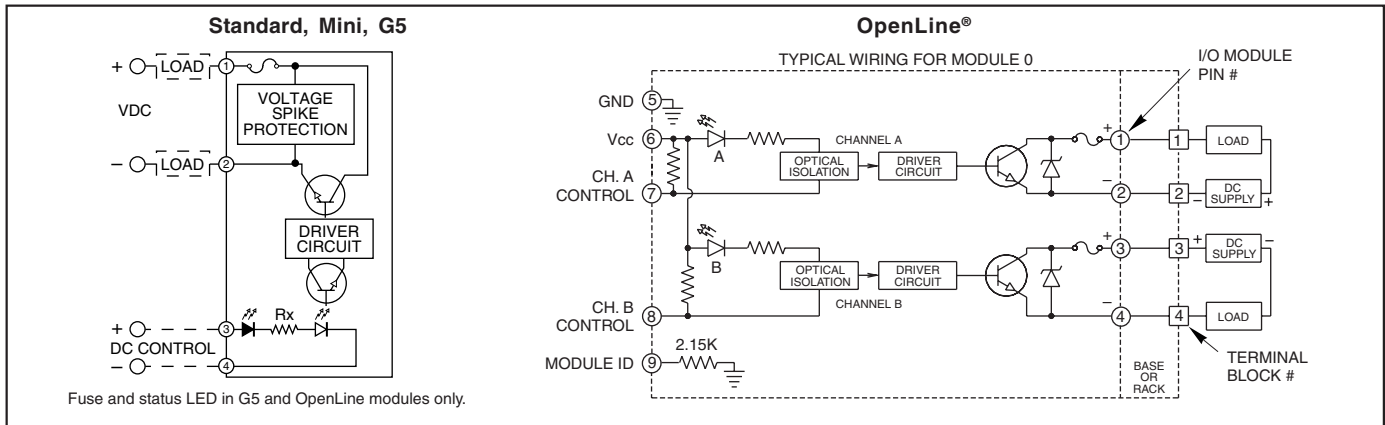 Standard, Mini, G5
+
LOAD
1
VDC
VOLTAGE
SPIKE
PROTECTION
–
LOAD
2
DRIVER
CIRCUIT
+
3
Rx
DC CONTROL
–
4
Fuse and status LED in G5 and OpenLine modules only.
OpenLine®
TYPICAL WIRING FOR MODULE 0
I/O MODULE
PIN #
GND
5
Vcc
6
A
CHANNEL A
OPTICAL
ISOLATION
DRIVER
CIRCUIT
+
1
1
LOAD
CH. A
CONTROL
7
–
2
2
–
DC
SUPPLY
+
B
OPTICAL
ISOLATION
DRIVER
CIRCUIT
CHANNEL B
+
3
3
+
DC
SUPPLY
–
CH. B
CONTROL
8
–
4
4
LOAD
MODULE ID
9
2.15K
BASE
OR
RACK
TERMINAL
BLOCK #